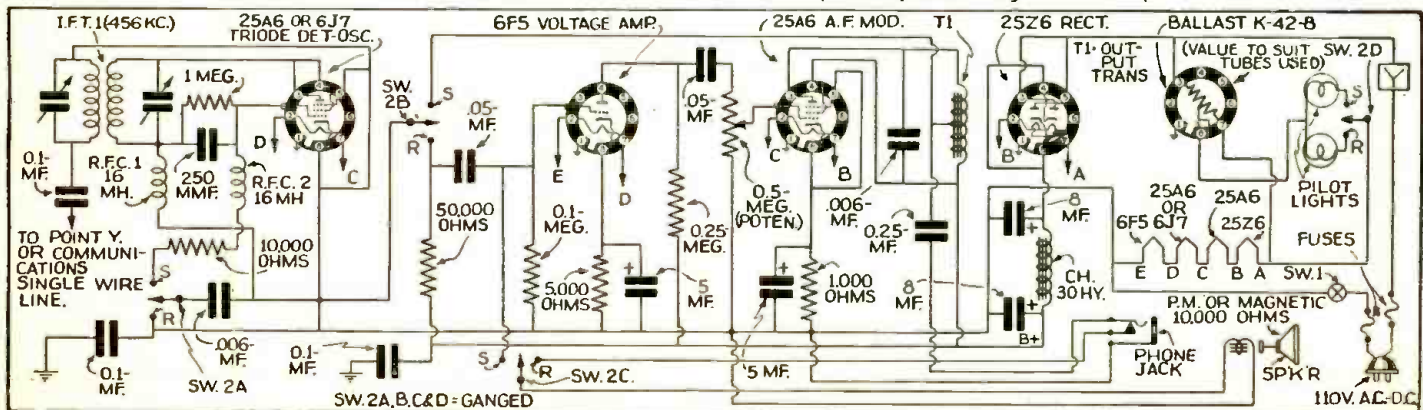 I.F.T. 1 (456 KC.)
25A6 OR 6J7
TRIODE DET-OSC.
1 MEG.
6F5 VOLTAGE AMP.
25A6 A.F. MOD.
T1
25Z6 RECT.
BALLAST K-42-B
T1 = OUT-
PUT
TRANS
(VALUE TO SUIT
TUBES USED)
SW. 2D
Y
SW.
2B
S
R
.05-
MF.
.05-
MF.
D
C
E
D
C
B
B
A
S
R
PILOT
LIGHTS
0.1-
MF.
R.F.C. 1
16
MH.
250
MMF.
R.F.C. 2
16 MH
TO POINT Y.
OR COMMUNI-
CATIONS
SINGLE WIRE
LINE.
S
R
10,000
OHMS
50,000
OHMS
0.1-
MEG.
5,000
OHMS
5
MF.
0.25-
MEG.
0.5-
MEG.
(POTEN.)
.006-
MF.
0.25-
MF.
1,000
OHMS
8
MF.
8
MF.
CH.
30 HY.
25A6
25A6
OR
6F5 6J7
25Z6
E D C B A
FUSES
SW. 1
P.M. OR MAGNETIC
10,000 OHMS
0.1-
MF.
.006-
MF.
SW. 2A
0.1-
MF.
S
R
SW. 2C.
5 MF.
B+
PHONE
JACK
SP'K'R
110V. A.C.-D.C.
SW. 2A, B, C & D = GANGED